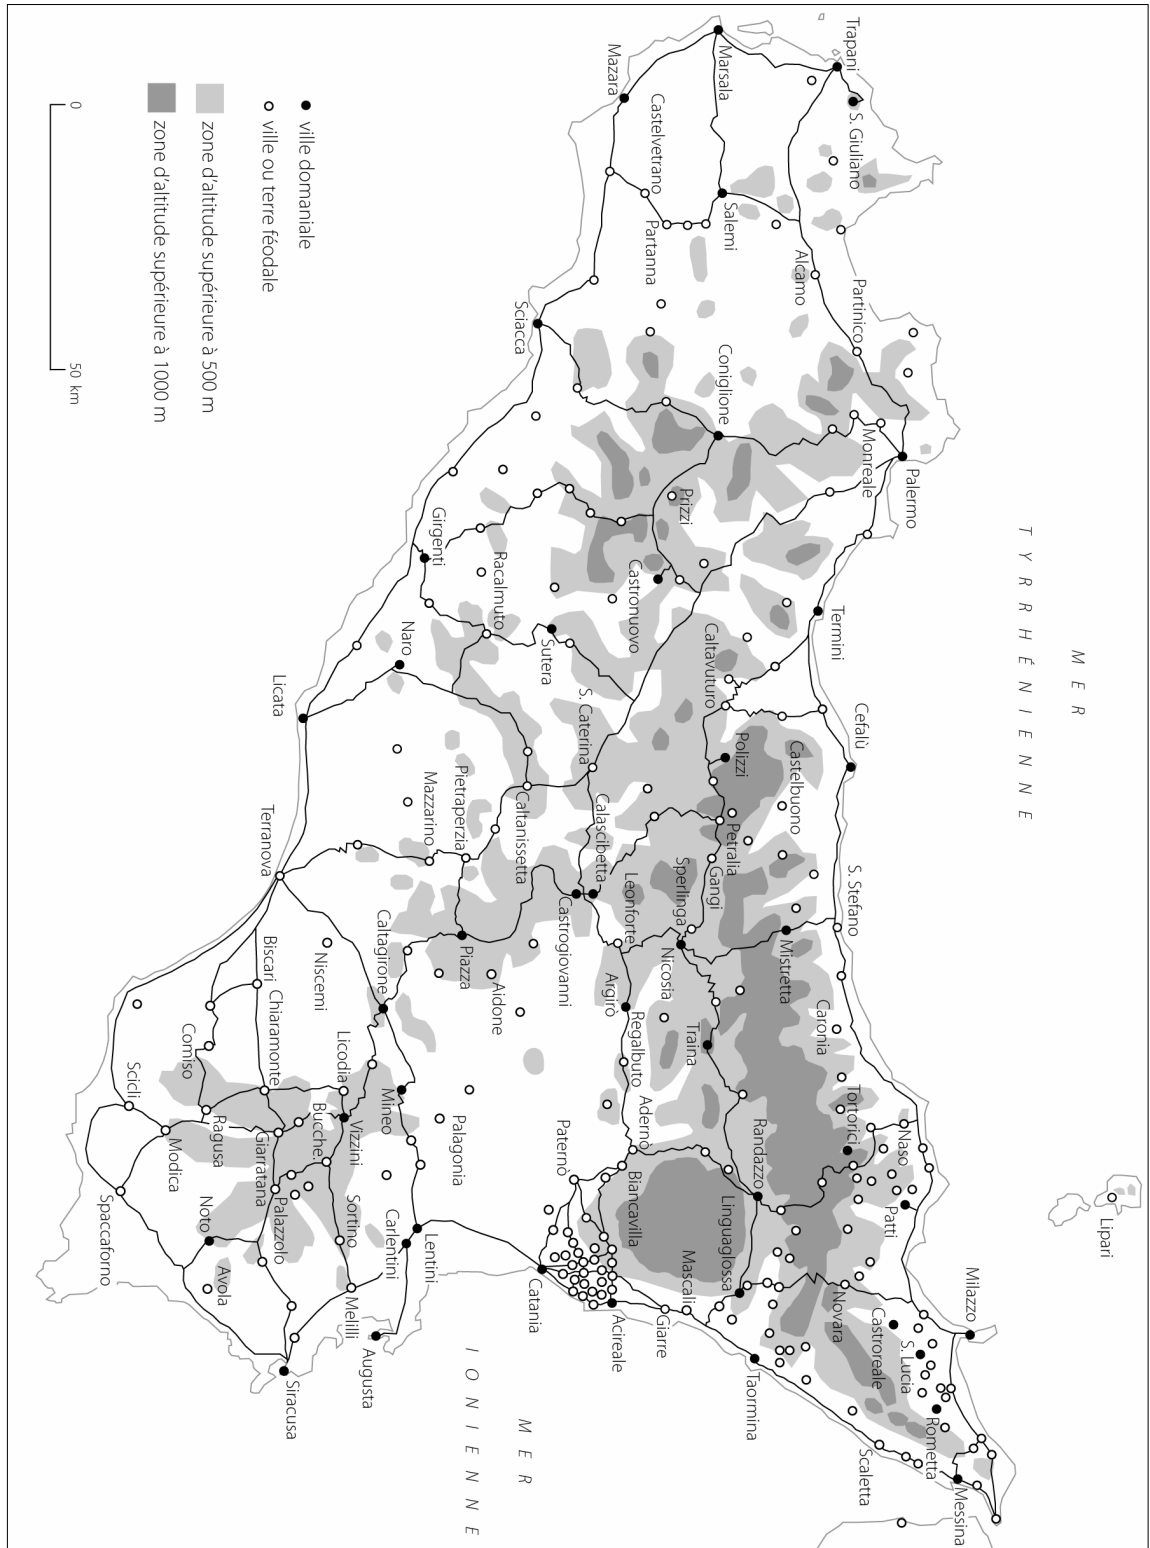 MER
TYRRHÉNIENNE
MER
IONIENNE
Trapani
S. Giuliano
Marsala
Mazara
Castelvetrano
Salemi
Partanna
Alcamo
Partinico
Sciacca
Coniglione
Monreale
Palermo
Prizzi
Girgenti
Racalmuto
Castronuovo
Termini
Naro
Sutera
Caltavuturo
Licata
S. Caterina
Cefalù
Polizzi
Castelbuono
Pietraperzia
Mazzarino
Caltanissetta
Calascibetta
Petralia
Terranova
Gangi
Sperlinga
Leonforte
S. Stefano
Castrogiovanni
Caltagirone
Piazza
Nicosia
Mistretta
Biscari
Niscemi
Aidone
Argirò
Caronia
Chiaramonte
Comiso
Licodia
Regalbuto
Traina
Scicli
Mineo
Adernò
Tortorici
Bucche.
Vizzini
Palagonia
Paternò
Randazzo
Naso
Ragusa
Modica
Giarratana
Biancavilla
Linguaglossa
Patti
Noto
Palazzolo
Sortino
Carlentini
Lentini
Spaccaforno
Mascali
Lipari
Avola
Melilli
Catania
Acireale
Giarre
Novara
Castroreale
S. Lucia
Milazzo
Augusta
Siracusa
Taormina
Rometta
Scaletta
Messina
ville domaniale
ville ou terre féodale
zone d'altitude supérieure à 500 m
zone d'altitude supérieure à 1000 m
0
50 km